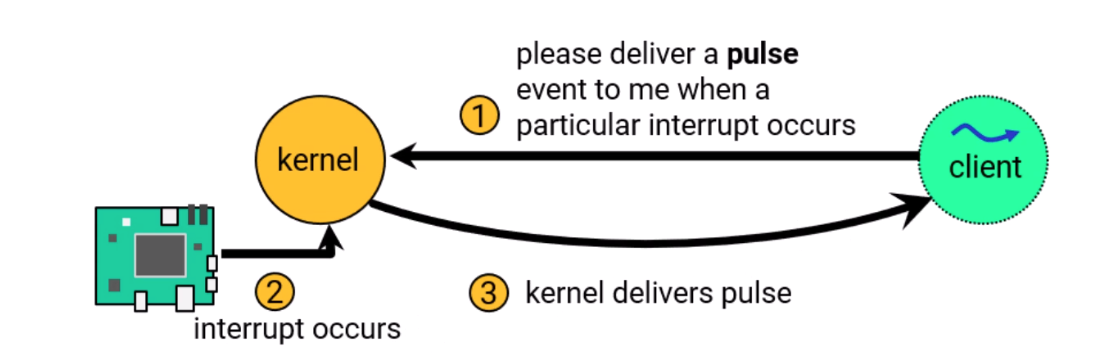 please deliver a pulse
event to me when a
1
particular interrupt occurs
kernel
client
2
interrupt occurs
3 kernel delivers pulse